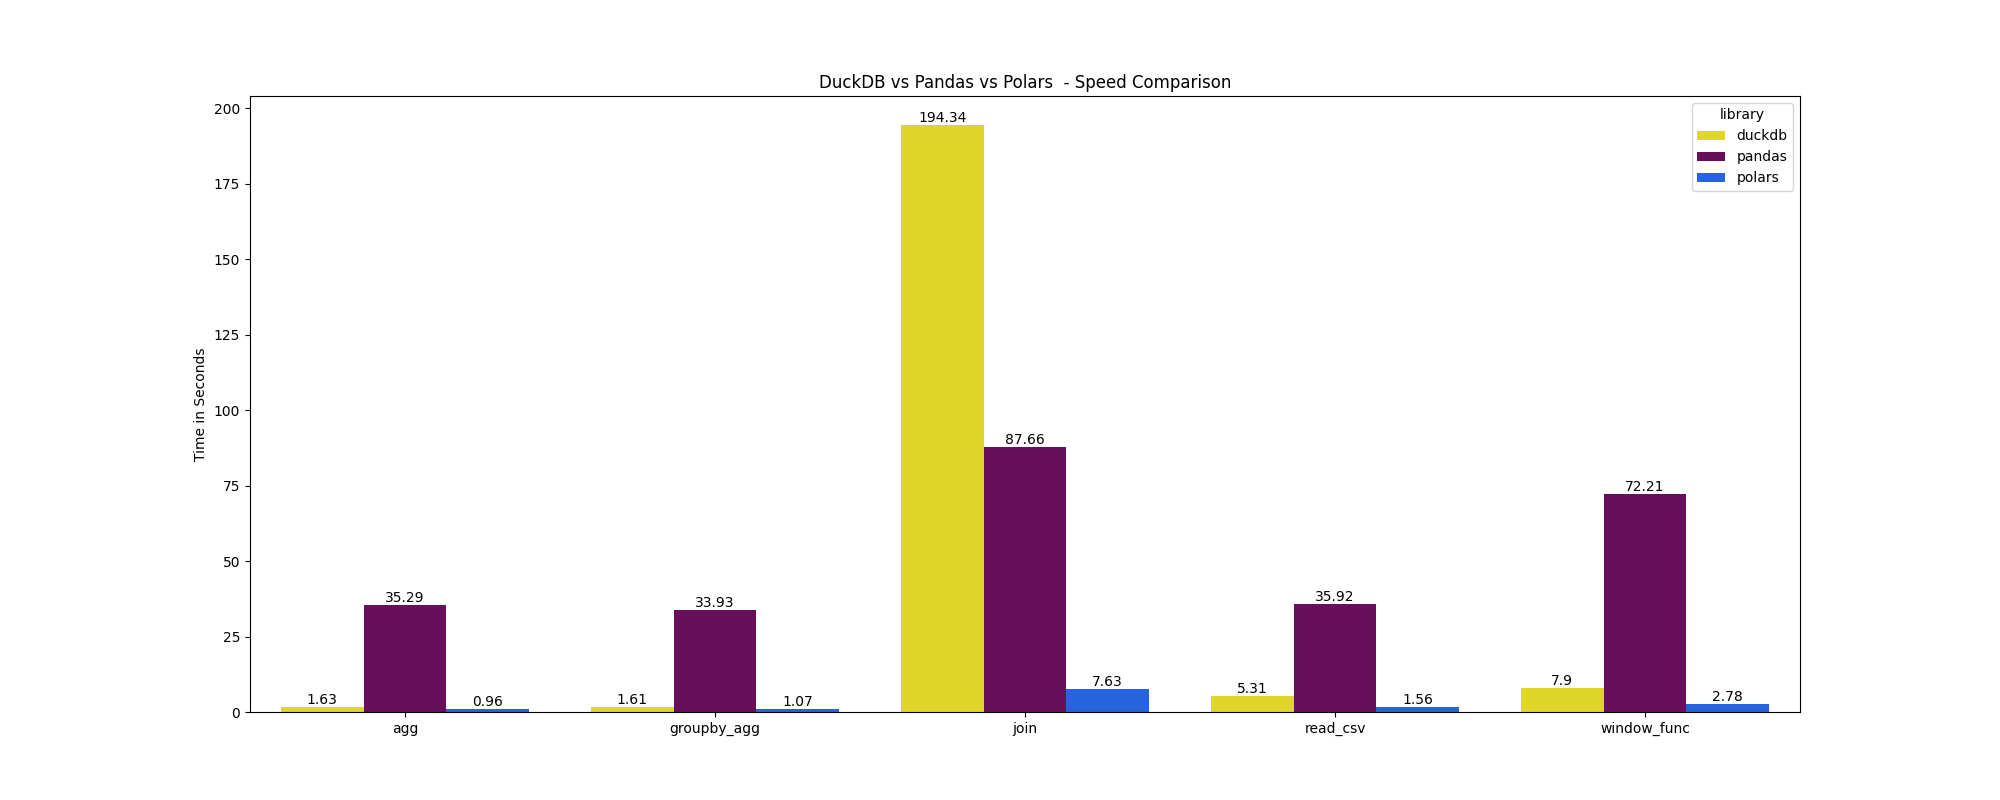 DuckDB vs Pandas vs Polars  - Speed Comparison
library
duckdb
pandas
polars
Time in Seconds
200
175
150
125
100
75
50
25
0
1.63
35.29
0.96
1.61
33.93
1.07
194.34
87.66
7.63
5.31
35.92
1.56
7.9
72.21
2.78
agg
groupby_agg
join
read_csv
window_func